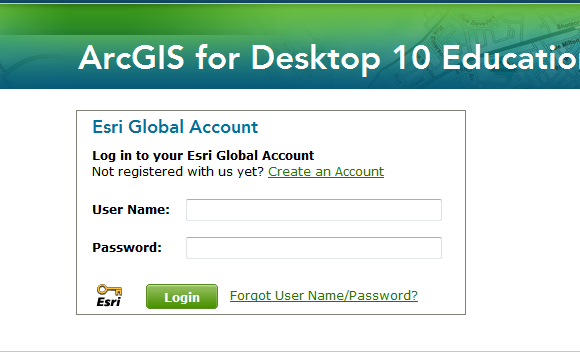 ArcGIS for Desktop 10 Educatio
Esri Global Account
Log in to your Esri Global Account
Not registered with us yet? Create an Account
User Name:
Password:
Esri
Login
Forgot User Name/Password?